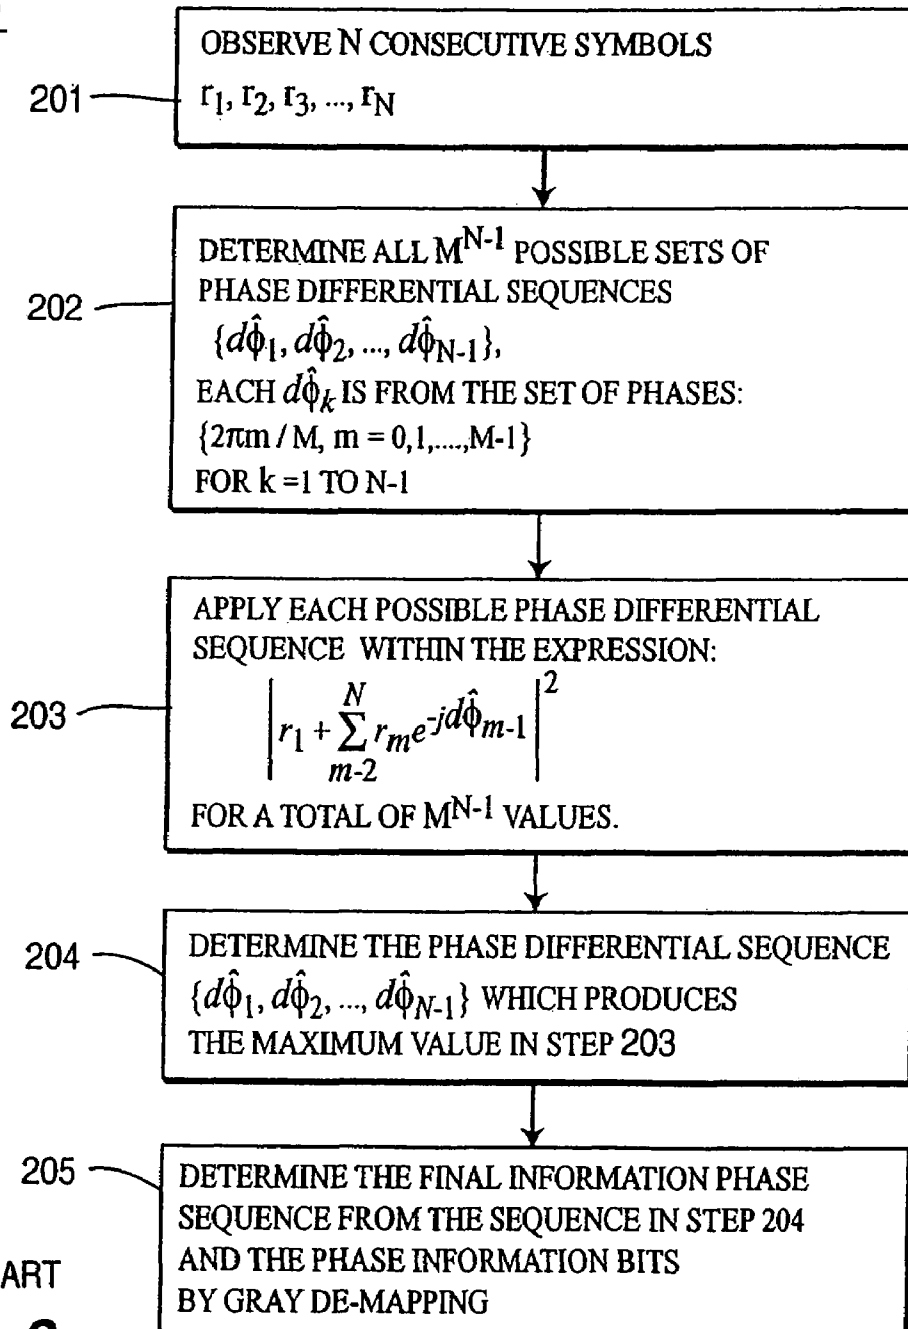 OBSERVE N CONSECUTIVE SYMBOLS
201
r₁, r₂, r₃, ..., r_N
DETERMINE ALL M^{N-1} POSSIBLE SETS OF
PHASE DIFFERENTIAL SEQUENCES
202
{dφ̂₁, dφ̂₂, ..., dφ̂_{N-1}},
EACH dφ̂_k IS FROM THE SET OF PHASES:
{2πm / M, m = 0,1,....,M-1}
FOR k =1 TO N-1
APPLY EACH POSSIBLE PHASE DIFFERENTIAL
SEQUENCE WITHIN THE EXPRESSION:
203
|r₁ + ∑_{m-2}^{N} r_m e^{-jdφ̂_{m-1}}|²
FOR A TOTAL OF M^{N-1} VALUES.
204
DETERMINE THE PHASE DIFFERENTIAL SEQUENCE
{dφ̂₁, dφ̂₂, ..., dφ̂_{N-1}} WHICH PRODUCES
THE MAXIMUM VALUE IN STEP 203
205
DETERMINE THE FINAL INFORMATION PHASE
SEQUENCE FROM THE SEQUENCE IN STEP 204
AND THE PHASE INFORMATION BITS
BY GRAY DE-MAPPING
ART